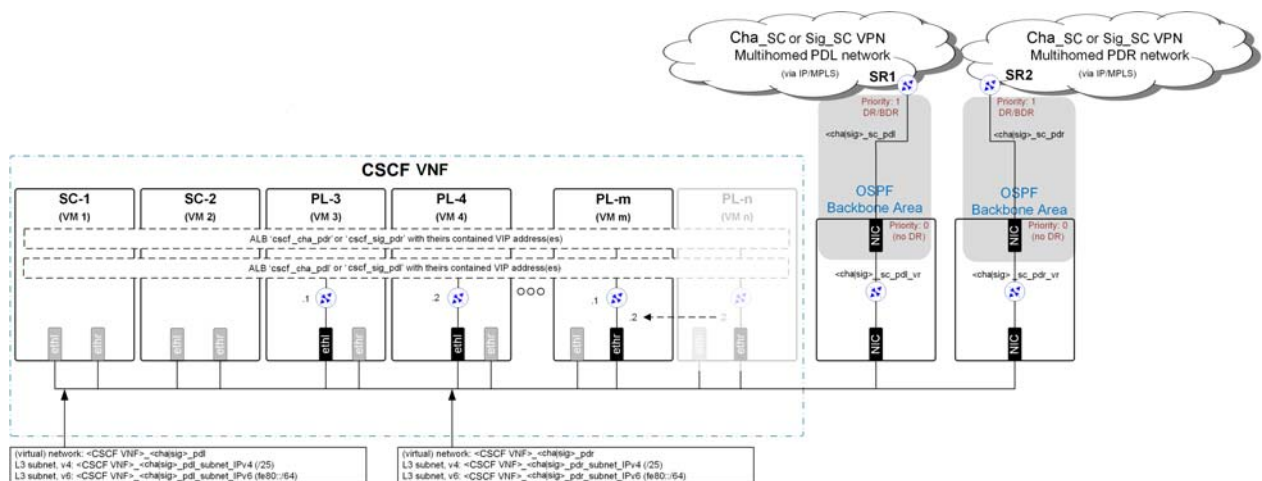 Cha_SC or Sig_SC VPN
Multihomed PDL network
(via IP/MPLS)
SR1
Cha_SC or Sig_SC VPN
Multihomed PDR network
(via IP/MPLS)
SR2
Priority: 1
DR/BDR
<cha|sig>_sc_pdl
Priority: 1
DR/BDR
<cha|sig>_sc_pdr
OSPF
Backbone Area
OSPF
Backbone Area
Priority: 0
(no DR)
Priority: 0
(no DR)
NIC
NIC
<cha|sig>_sc_pdl_vr
<cha|sig>_sc_pdr_vr
NIC
NIC
CSCF VNF
SC-1
(VM 1)
SC-2
(VM 2)
PL-3
(VM 3)
PL-4
(VM 4)
PL-m
(VM m)
PL-n
(VM n)
ALB 'cscf_cha_pdr' or 'cscf_sig_pdr' with theirs contained VIP address(es)
ALB 'cscf_cha_pdl' or 'cscf_sig_pdl' with theirs contained VIP address(es)
.1
.2
.1
.2
.2
ethl
ethr
ethl
ethr
ethl
ethr
ethl
ethr
ethl
ethr
ethl
ethr
(virtual) network: <CSCF VNF>_<cha|sig>_pdl
L3 subnet, v4: <CSCF VNF>_<cha|sig>_pdl_subnet_IPv4 (/25)
L3 subnet, v6: <CSCF VNF>_<cha|sig>_pdl_subnet_IPv6 (fe80::/64)
(virtual) network: <CSCF VNF>_<cha|sig>_pdr
L3 subnet, v4: <CSCF VNF>_<cha|sig>_pdr_subnet_IPv4 (/25)
L3 subnet, v6: <CSCF VNF>_<cha|sig>_pdr_subnet_IPv6 (fe80::/64)